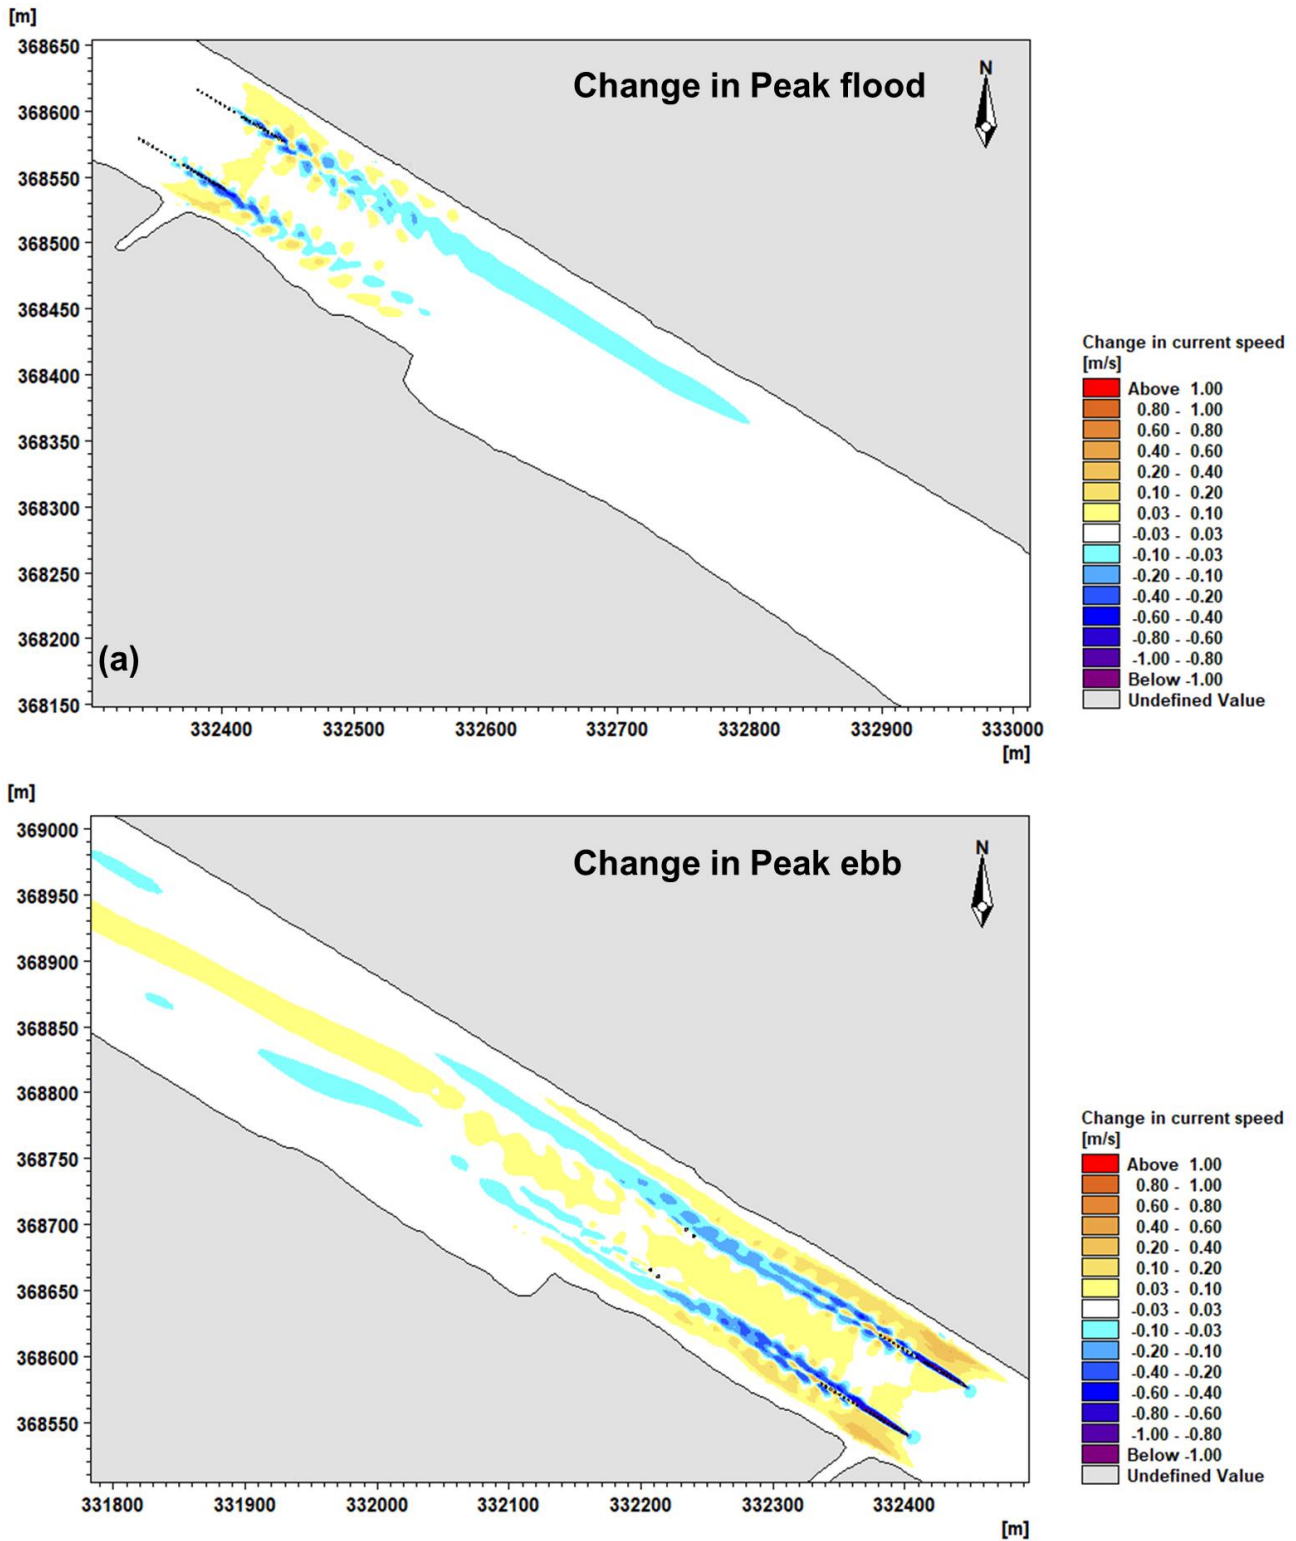 [m]
368650
368600
368550
368500
368450
368400
368350
368300
368250
368200
368150
Change in Peak flood
N
(a)
332400 332500 332600 332700 332800 332900 333000
[m]
Change in current speed
[m/s]
Above 1.00
0.80 - 1.00
0.60 - 0.80
0.40 - 0.60
0.20 - 0.40
0.10 - 0.20
0.03 - 0.10
-0.03 - 0.03
-0.10 - -0.03
-0.20 - -0.10
-0.40 - -0.20
-0.60 - -0.40
-0.80 - -0.60
-1.00 - -0.80
Below -1.00
Undefined Value
[m]
369000
368950
368900
368850
368800
368750
368700
368650
368600
368550
Change in Peak ebb
N
331800 331900 332000 332100 332200 332300 332400
[m]
Change in current speed
[m/s]
Above 1.00
0.80 - 1.00
0.60 - 0.80
0.40 - 0.60
0.20 - 0.40
0.10 - 0.20
0.03 - 0.10
-0.03 - 0.03
-0.10 - -0.03
-0.20 - -0.10
-0.40 - -0.20
-0.60 - -0.40
-0.80 - -0.60
-1.00 - -0.80
Below -1.00
Undefined Value